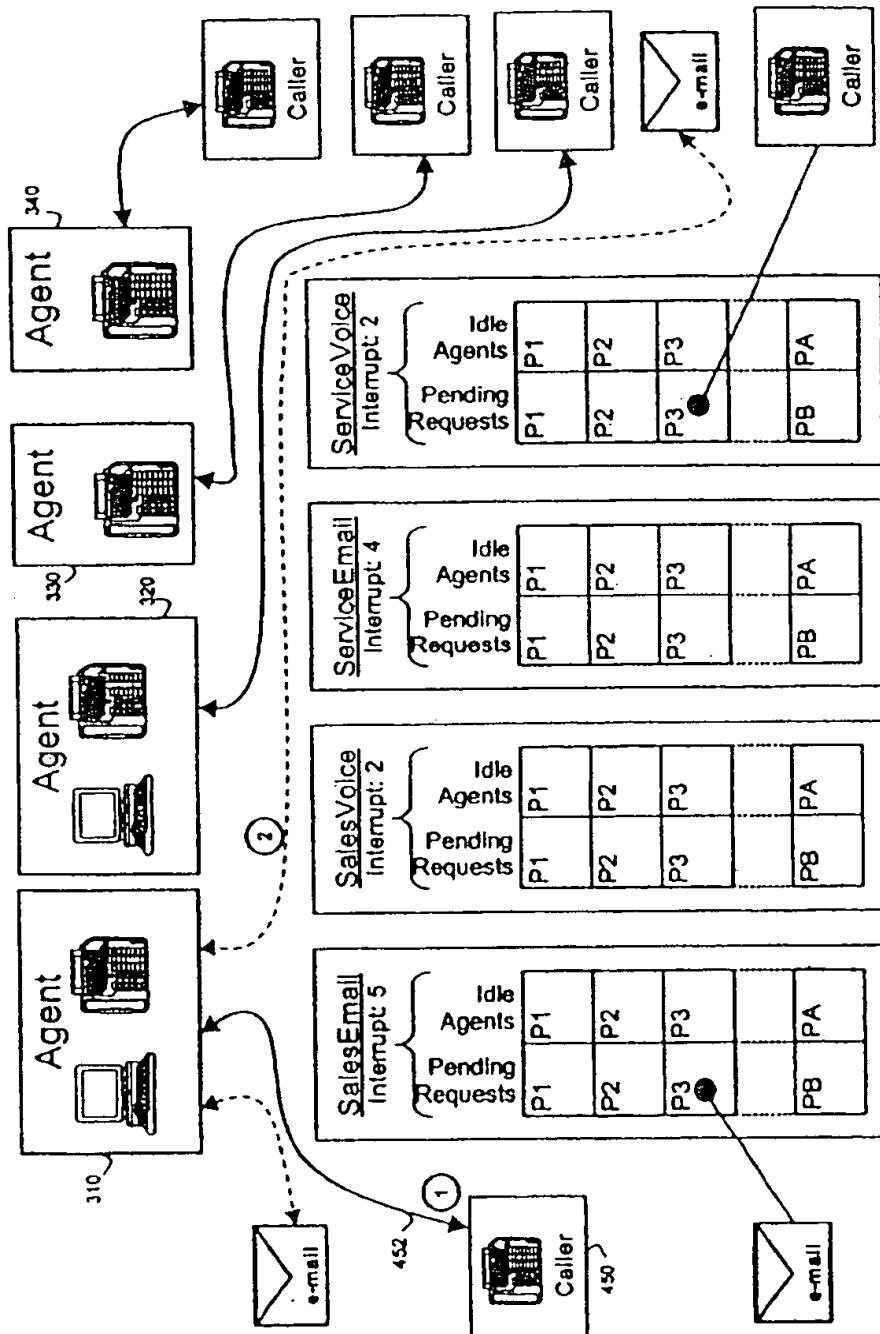 Agent
310
Agent
320
Agent
330
Agent
340
e-mail
452
1
2
Caller
450
Caller
Caller
Caller
e-mail
SalesEmail
Interrupt: 5
Pending Requests
Idle Agents
P1
P1
P2
P2
P3
P3
PB
PA
SalesVoice
Interrupt: 2
Pending Requests
Idle Agents
P1
P1
P2
P2
P3
P3
PB
PA
ServiceEmail
Interrupt: 4
Pending Requests
Idle Agents
P1
P1
P2
P2
P3
P3
PB
PA
ServiceVoice
Interrupt: 2
Pending Requests
Idle Agents
P1
P1
P2
P2
P3
P3
PB
PA
e-mail
Caller